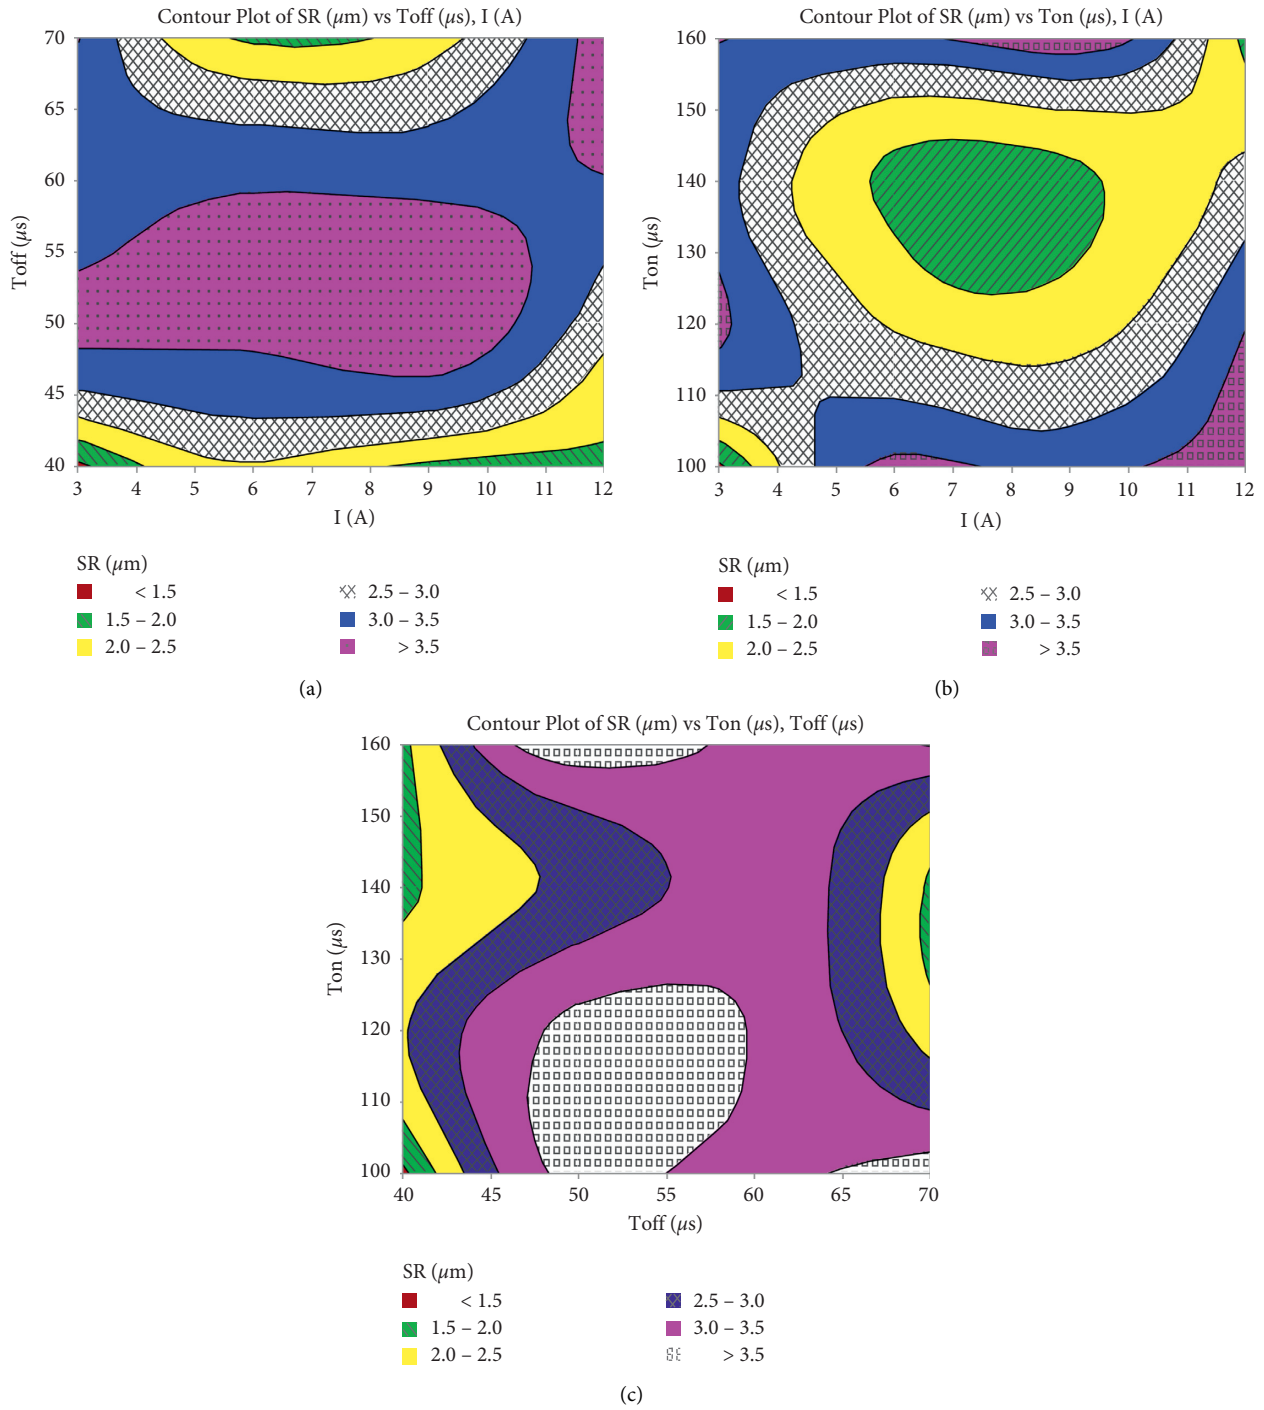 Contour Plot of SR (μm) vs Toff (μs), I (A)
70
65
60
55
50
45
40
Toff (μs)
3 4 5 6 7 8 9 10 11 12
I (A)
SR (μm)
< 1.5
1.5 – 2.0
2.0 – 2.5
2.5 – 3.0
3.0 – 3.5
> 3.5
(a)
Contour Plot of SR (μm) vs Ton (μs), I (A)
160
150
140
130
120
110
100
Ton (μs)
3 4 5 6 7 8 9 10 11 12
I (A)
SR (μm)
< 1.5
1.5 – 2.0
2.0 – 2.5
2.5 – 3.0
3.0 – 3.5
> 3.5
(b)
Contour Plot of SR (μm) vs Ton (μs), Toff (μs)
160
150
140
130
120
110
100
Ton (μs)
40 45 50 55 60 65 70
Toff (μs)
SR (μm)
< 1.5
1.5 – 2.0
2.0 – 2.5
2.5 – 3.0
3.0 – 3.5
> 3.5
(c)